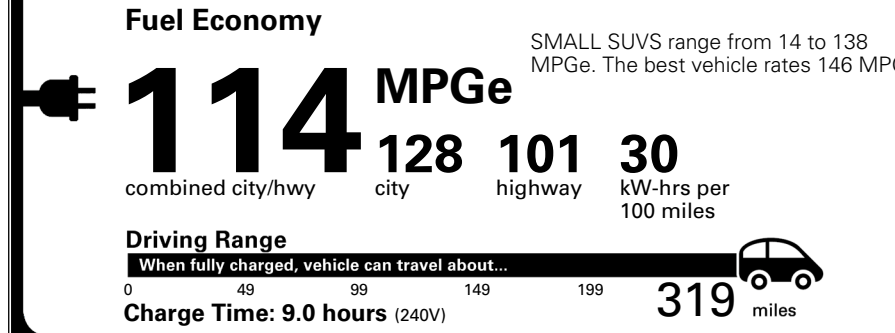 Fuel Economy
SMALL SUVS range from 14 to 138
MPGe. The best vehicle rates 146
114 MPGe
128 101 30
combined city/hwy city highway kW-hrs per
100 miles
Driving Range
When fully charged, vehicle can travel about...
0 49 99 149 199 319 miles
Charge Time: 9.0 hours (240V)